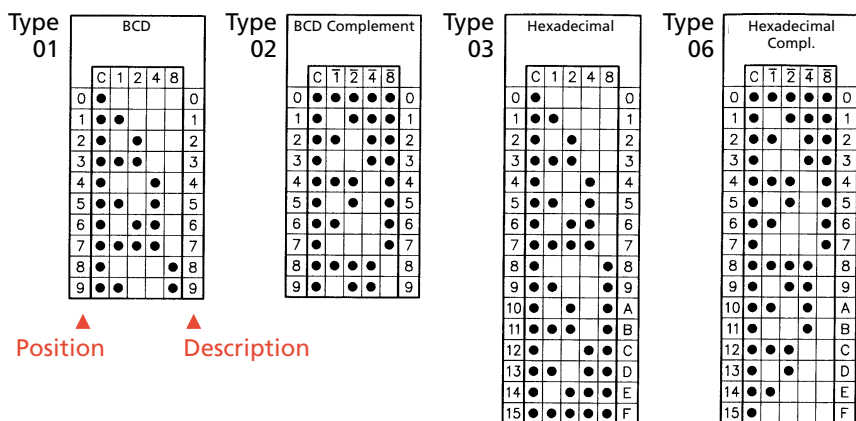 Type
01
BCD
C 1 2 4 8
0 0
1 1
2 2
3 3
4 4
5 5
6 6
7 7
8 8
9 9
Position
Description
Type
02
BCD Complement
C 1̅ 2̅ 4̅ 8̅
0 0
1 1
2 2
3 3
4 4
5 5
6 6
7 7
8 8
9 9
Type
03
Hexadecimal
C 1 2 4 8
0 0
1 1
2 2
3 3
4 4
5 5
6 6
7 7
8 8
9 9
10 A
11 B
12 C
13 D
14 E
15 F
Type
06
Hexadecimal
Compl.
C 1̅ 2̅ 4̅ 8̅
0 0
1 1
2 2
3 3
4 4
5 5
6 6
7 7
8 8
9 9
10 A
11 B
12 C
13 D
14 E
15 F